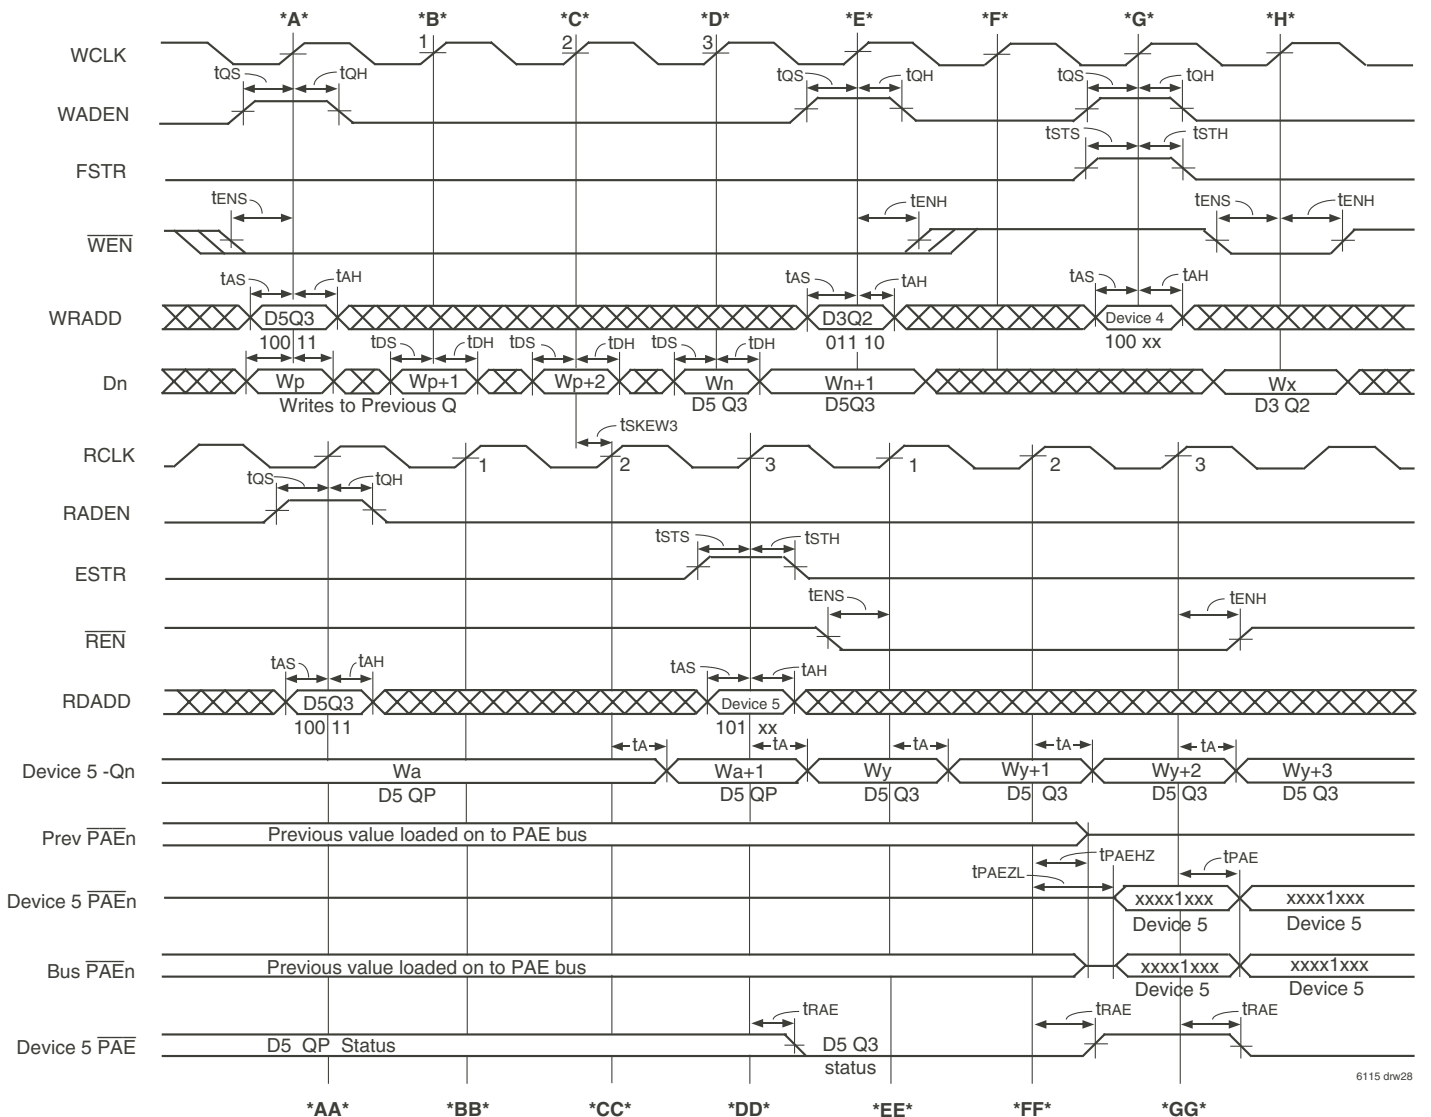 *A* *B* *C* *D* *E* *F* *G* *H*
WCLK 1 2 3
tQS tQH tQS tQH tQS tQH
WADEN
tSTS tSTH
FSTR
tENS tENH tENS tENH
WEN
tAS tAH tAS tAH tAS tAH
WRADD D5Q3 D3Q2 Device 4
100 11 011 10 100 xx
tDS tDH tDS tDH tDS tDH
Dn Wp Wp+1 Wp+2 Wn Wn+1 Wx
Writes to Previous Q D5 Q3 D5Q3 D3 Q2
tSKEW3
RCLK 1 2 3 1 2 3
tQS tQH
RADEN
tSTS tSTH
ESTR
tENS tENH
REN
tAS tAH tAS tAH
RDADD D5Q3 Device 5
100 11 101 xx
tA tA tA tA tA
Device 5 -Qn Wa Wa+1 Wy Wy+1 Wy+2 Wy+3
D5 QP D5 QP D5 Q3 D5 Q3 D5 Q3 D5 Q3
Prev PAEn Previous value loaded on to PAE bus
tPAEHZ tPAE
tPAEZL
Device 5 PAEn xxxx1xxx xxxx1xxx
Device 5 Device 5
Bus PAEn Previous value loaded on to PAE bus xxxx1xxx xxxx1xxx
Device 5 Device 5
tRAE tRAE tRAE
Device 5 PAE D5 QP Status D5 Q3
status
6115 drw28
*AA* *BB* *CC* *DD* *EE* *FF* *GG*